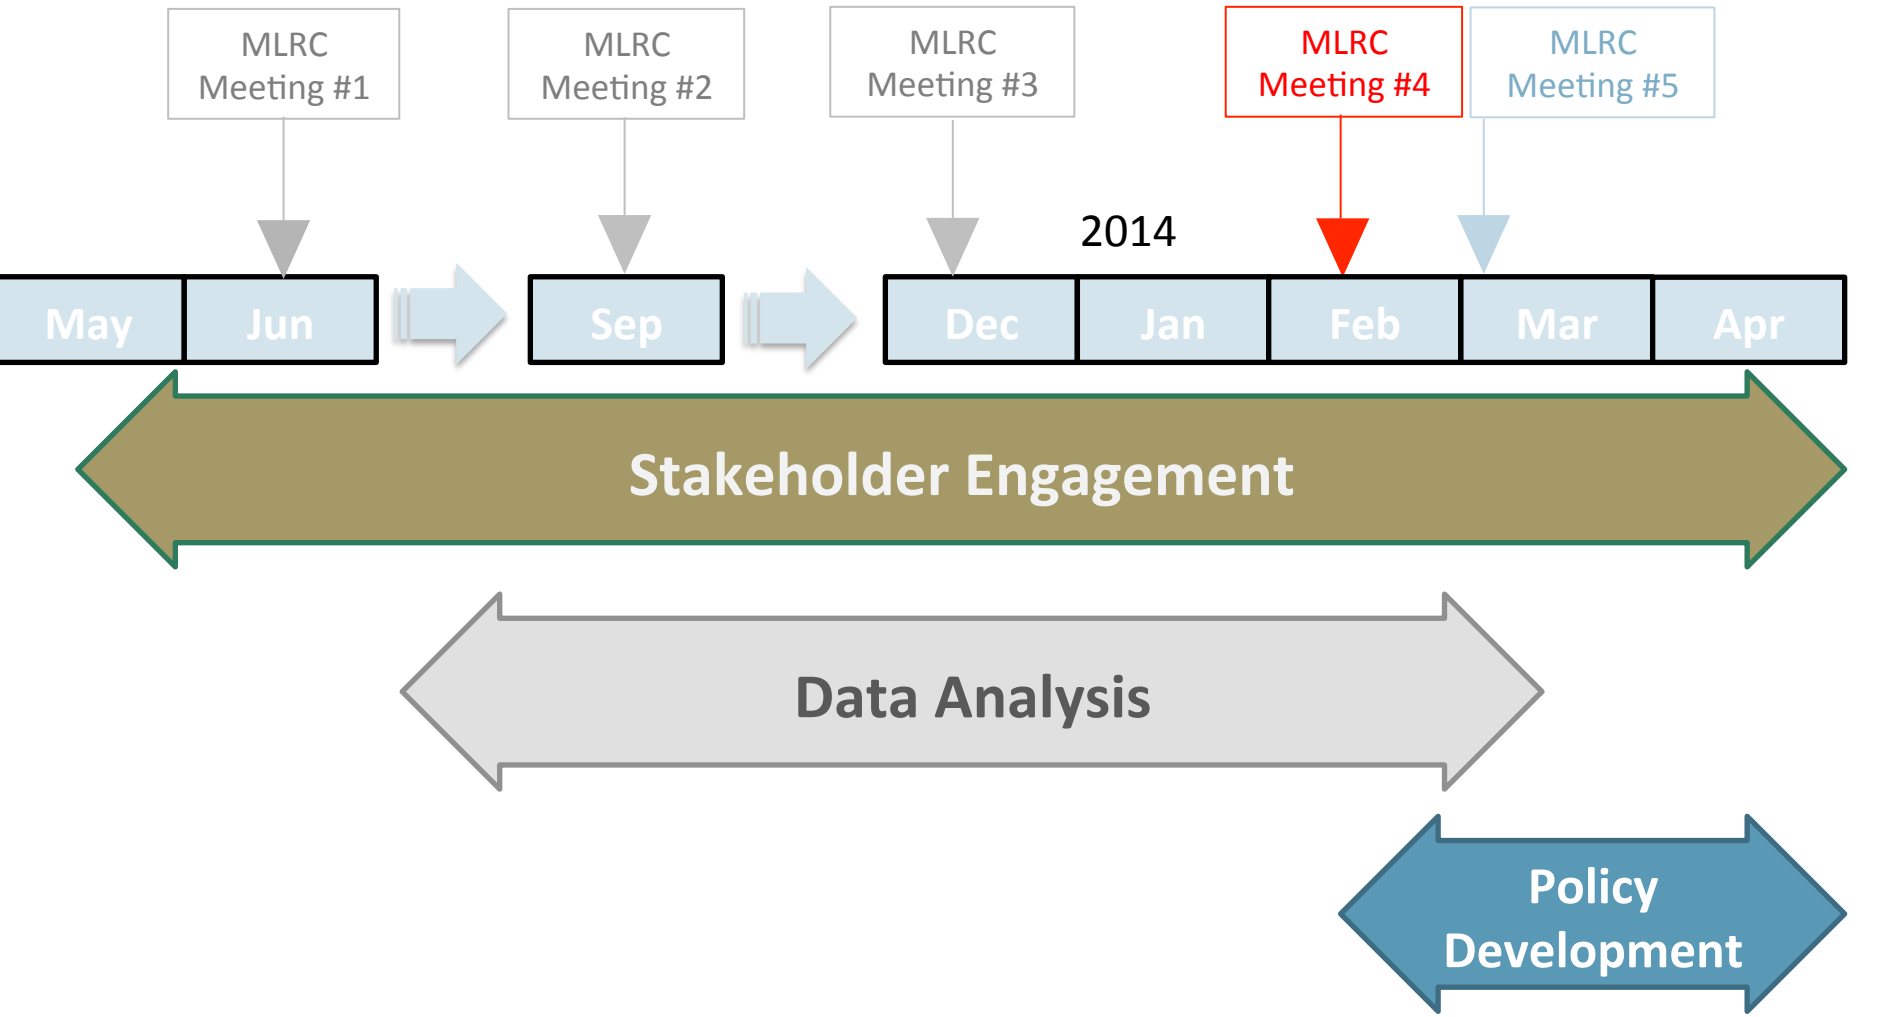 MLRC
Meeting #1
MLRC
Meeting #2
MLRC
Meeting #3
MLRC
Meeting #4
MLRC
Meeting #5
2014
May
Jun
Sep
Dec
Jan
Feb
Mar
Apr
Stakeholder Engagement
Data Analysis
Policy
Development